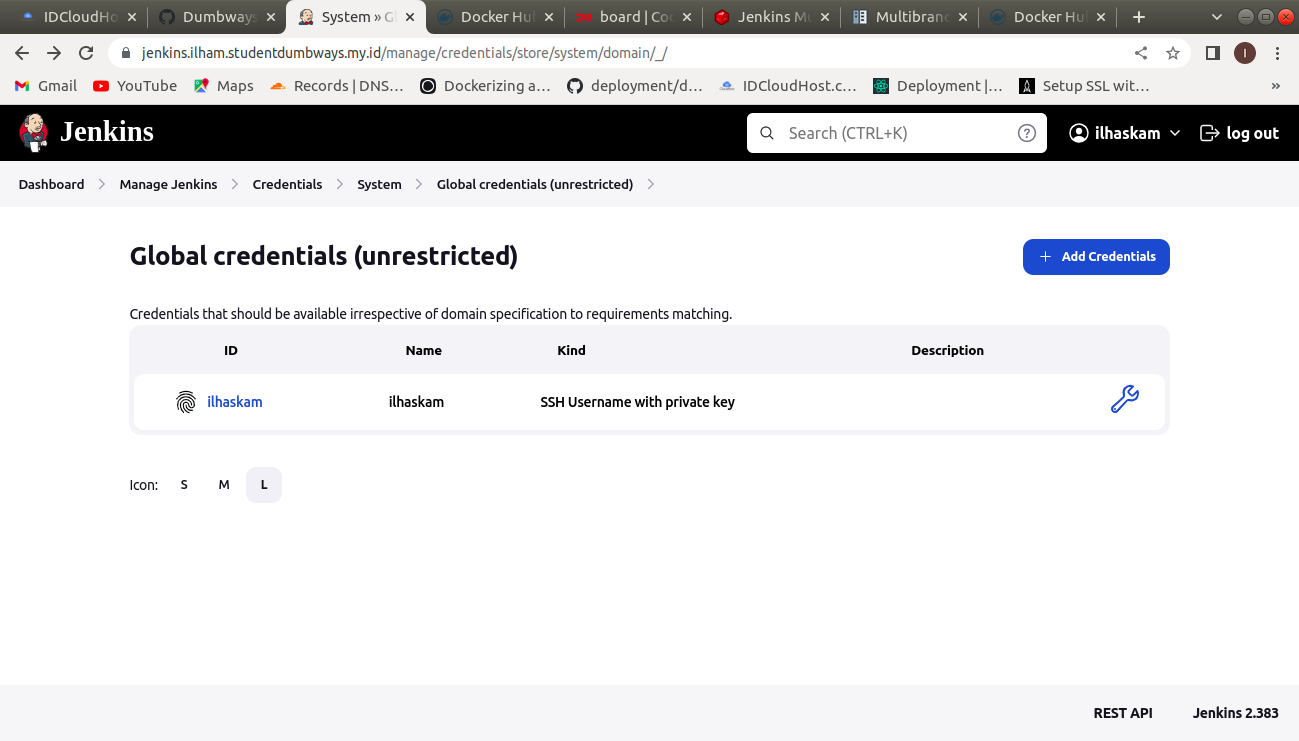 IDCloudHo
Dumbways
System » Gl
Docker Hu
board | Coo
Jenkins Mu
Multibranc
Docker Hu
jenkins.ilham.studentdumbways.my.id/manage/credentials/store/system/domain/_/
I
Gmail
YouTube
Maps
Records | DNS…
Dockerizing a…
deployment/d…
IDCloudHost.c…
Deployment |…
Setup SSL wit…
»
Jenkins
Search (CTRL+K)
ilhaskam
log out
Dashboard
Manage Jenkins
Credentials
System
Global credentials (unrestricted)
Global credentials (unrestricted)
Add Credentials
Credentials that should be available irrespective of domain specification to requirements matching.
ID Name Kind Description
ilhaskam ilhaskam SSH Username with private key
Icon: S M L
REST API Jenkins 2.383